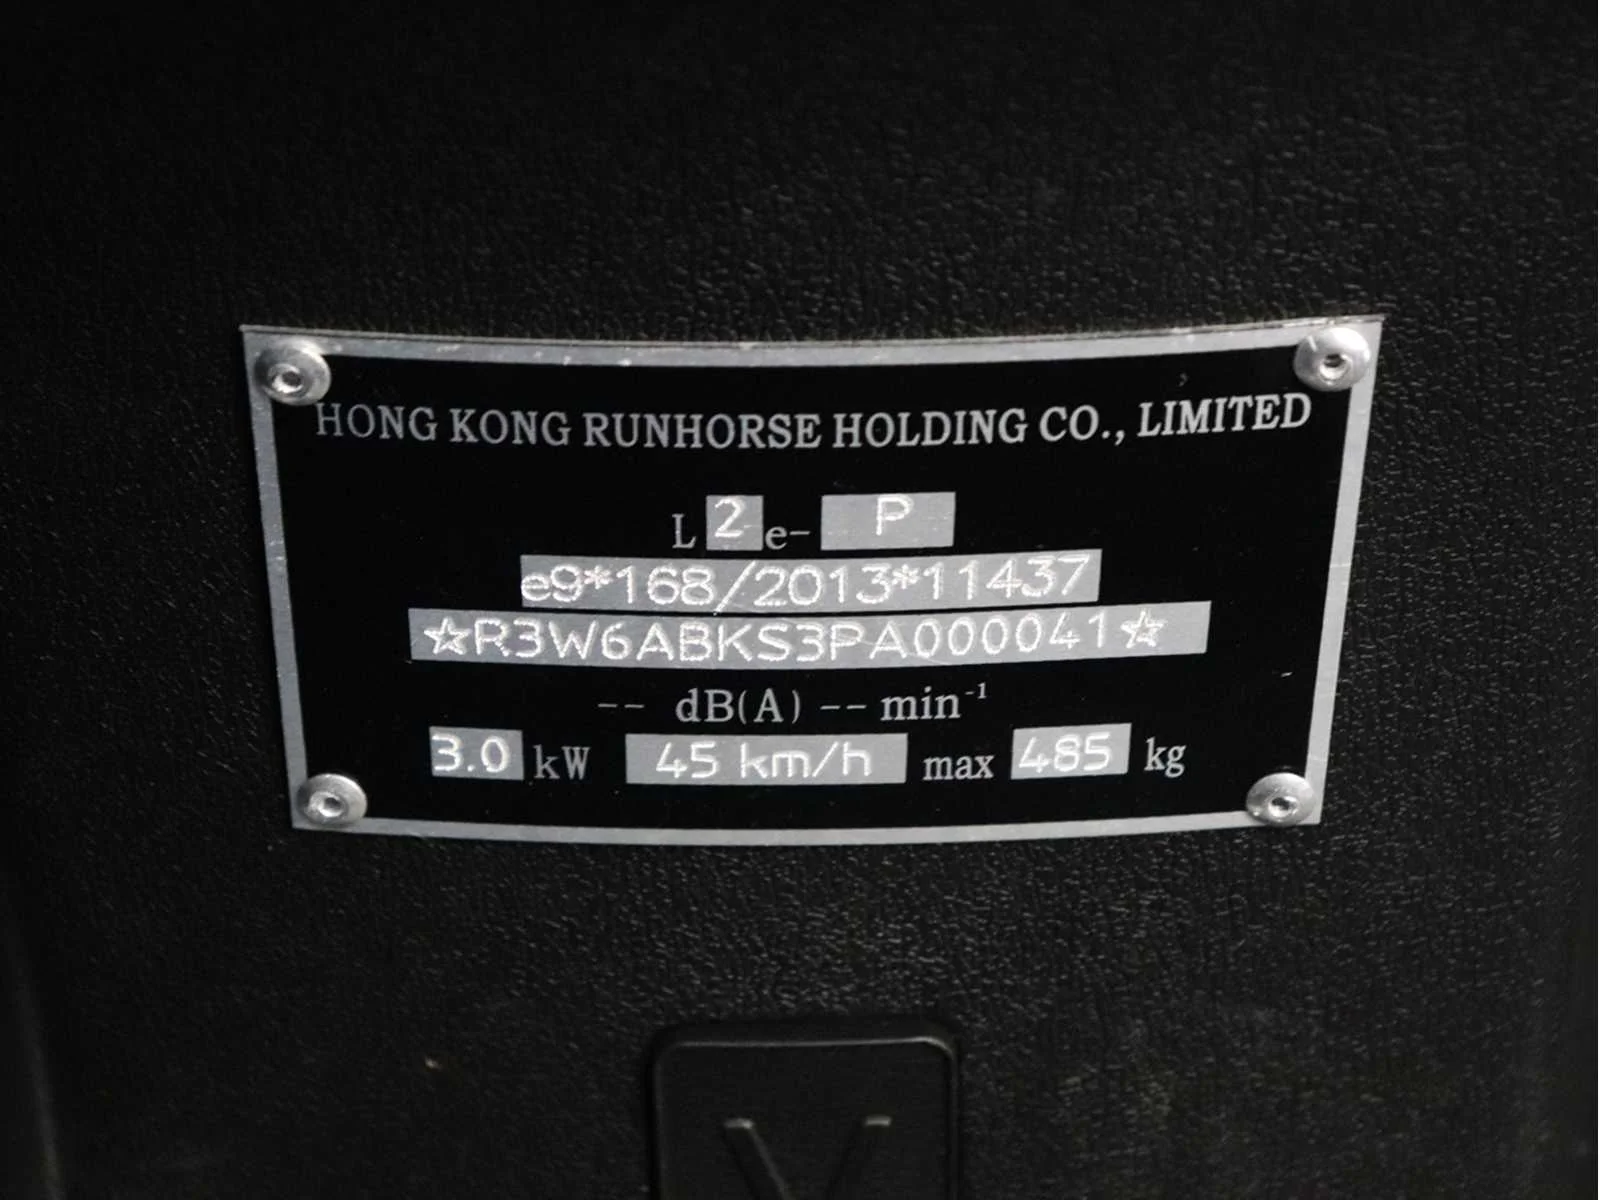 HONG KONG RUNHORSE HOLDING CO., LIMITED
L 2 e- P
e9*168/2013*11437
☆R3W6ABKS3PA000041☆
-- dB(A) -- min⁻¹
3.0 kW 45 km/h max 485 kg